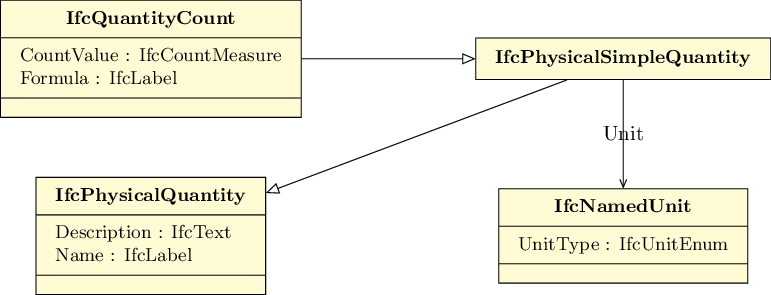 IfcQuantityCount
CountValue : IfcCountMeasure
Formula : IfcLabel
IfcPhysicalSimpleQuantity
Unit
IfcPhysicalQuantity
Description : IfcText
Name : IfcLabel
IfcNamedUnit
UnitType : IfcUnitEnum